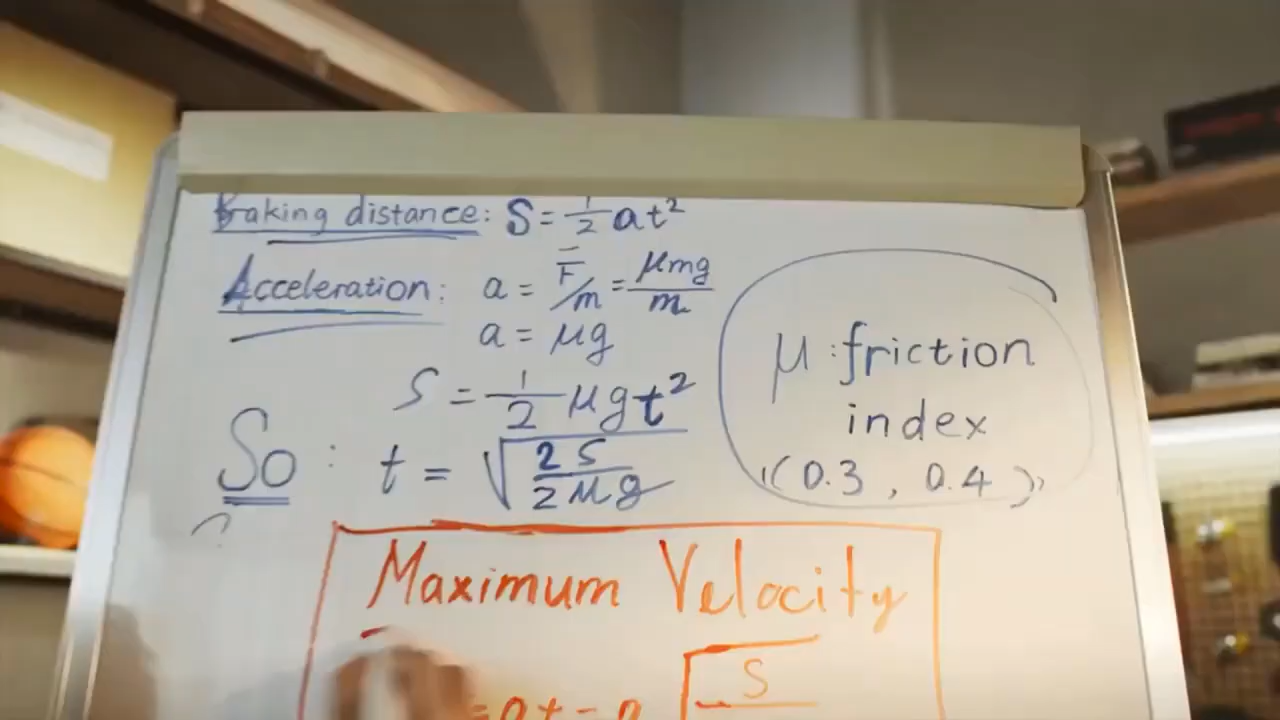 Braking distance: S = 1/2 at²
Acceleration: a = F/m = μmg/m
a = μg
S = 1/2 μgt²
So: t = √(2s/2μg)
μ: friction
index
(0.3, 0.4)
Maximum Velocity
= at = a √ S